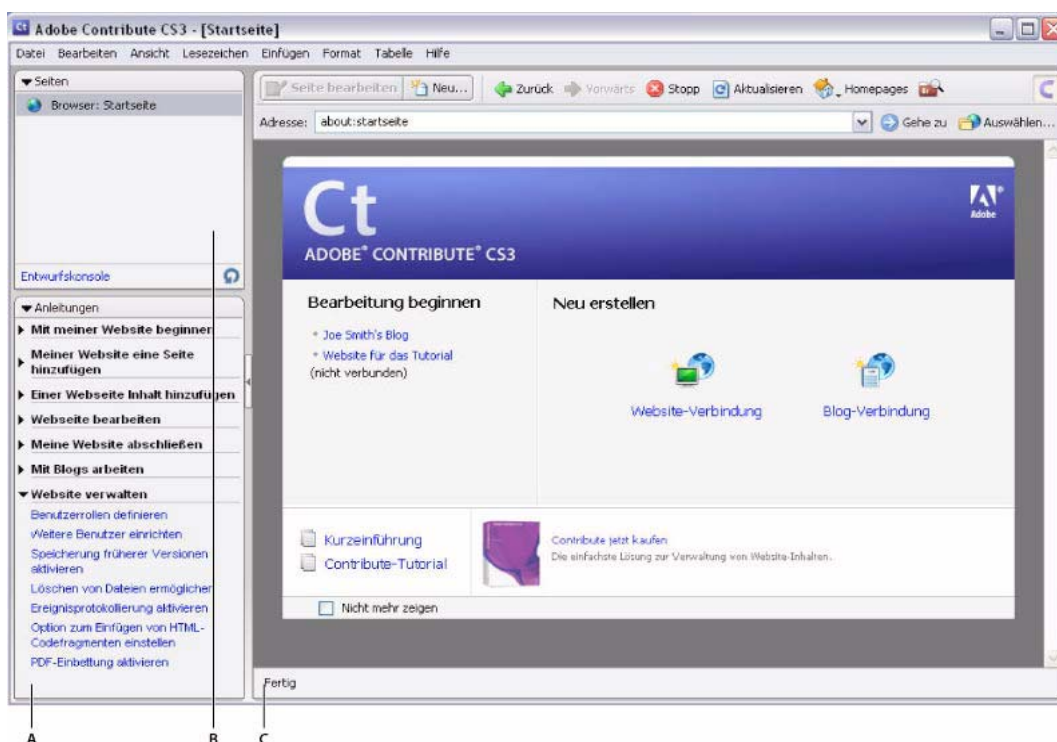 Ct Adobe Contribute CS3 - [Startseite]
Datei Bearbeiten Ansicht Lesezeichen Einfügen Format Tabelle Hilfe
Seiten
Browser: Startseite
Entwurfskonsole
Anleitungen
Mit meiner Website beginnen
Meiner Website eine Seite
hinzufügen
Einer Webseite Inhalt hinzufügen
Webseite bearbeiten
Meine Website abschließen
Mit Blogs arbeiten
Website verwalten
Benutzerrollen definieren
Weitere Benutzer einrichten
Speicherung früherer Versionen
aktivieren
Löschen von Dateien ermöglichen
Ereignisprotokollierung aktivieren
Option zum Einfügen von HTML-
Codefragmenten einstellen
PDF-Einbettung aktivieren
Seite bearbeiten Neu... Zurück Vorwärts Stopp Aktualisieren Homepages
Adresse: about:startseite Gehe zu Auswählen...
Ct
ADOBE® CONTRIBUTE® CS3
Adobe
Bearbeitung beginnen
Joe Smith's Blog
Website für das Tutorial
(nicht verbunden)
Neu erstellen
Website-Verbindung Blog-Verbindung
Kurzeinführung
Contribute-Tutorial
Contribute jetzt kaufen
Die einfachste Lösung zur Verwaltung von Website-Inhalten.
Nicht mehr zeigen
Fertig
A B C